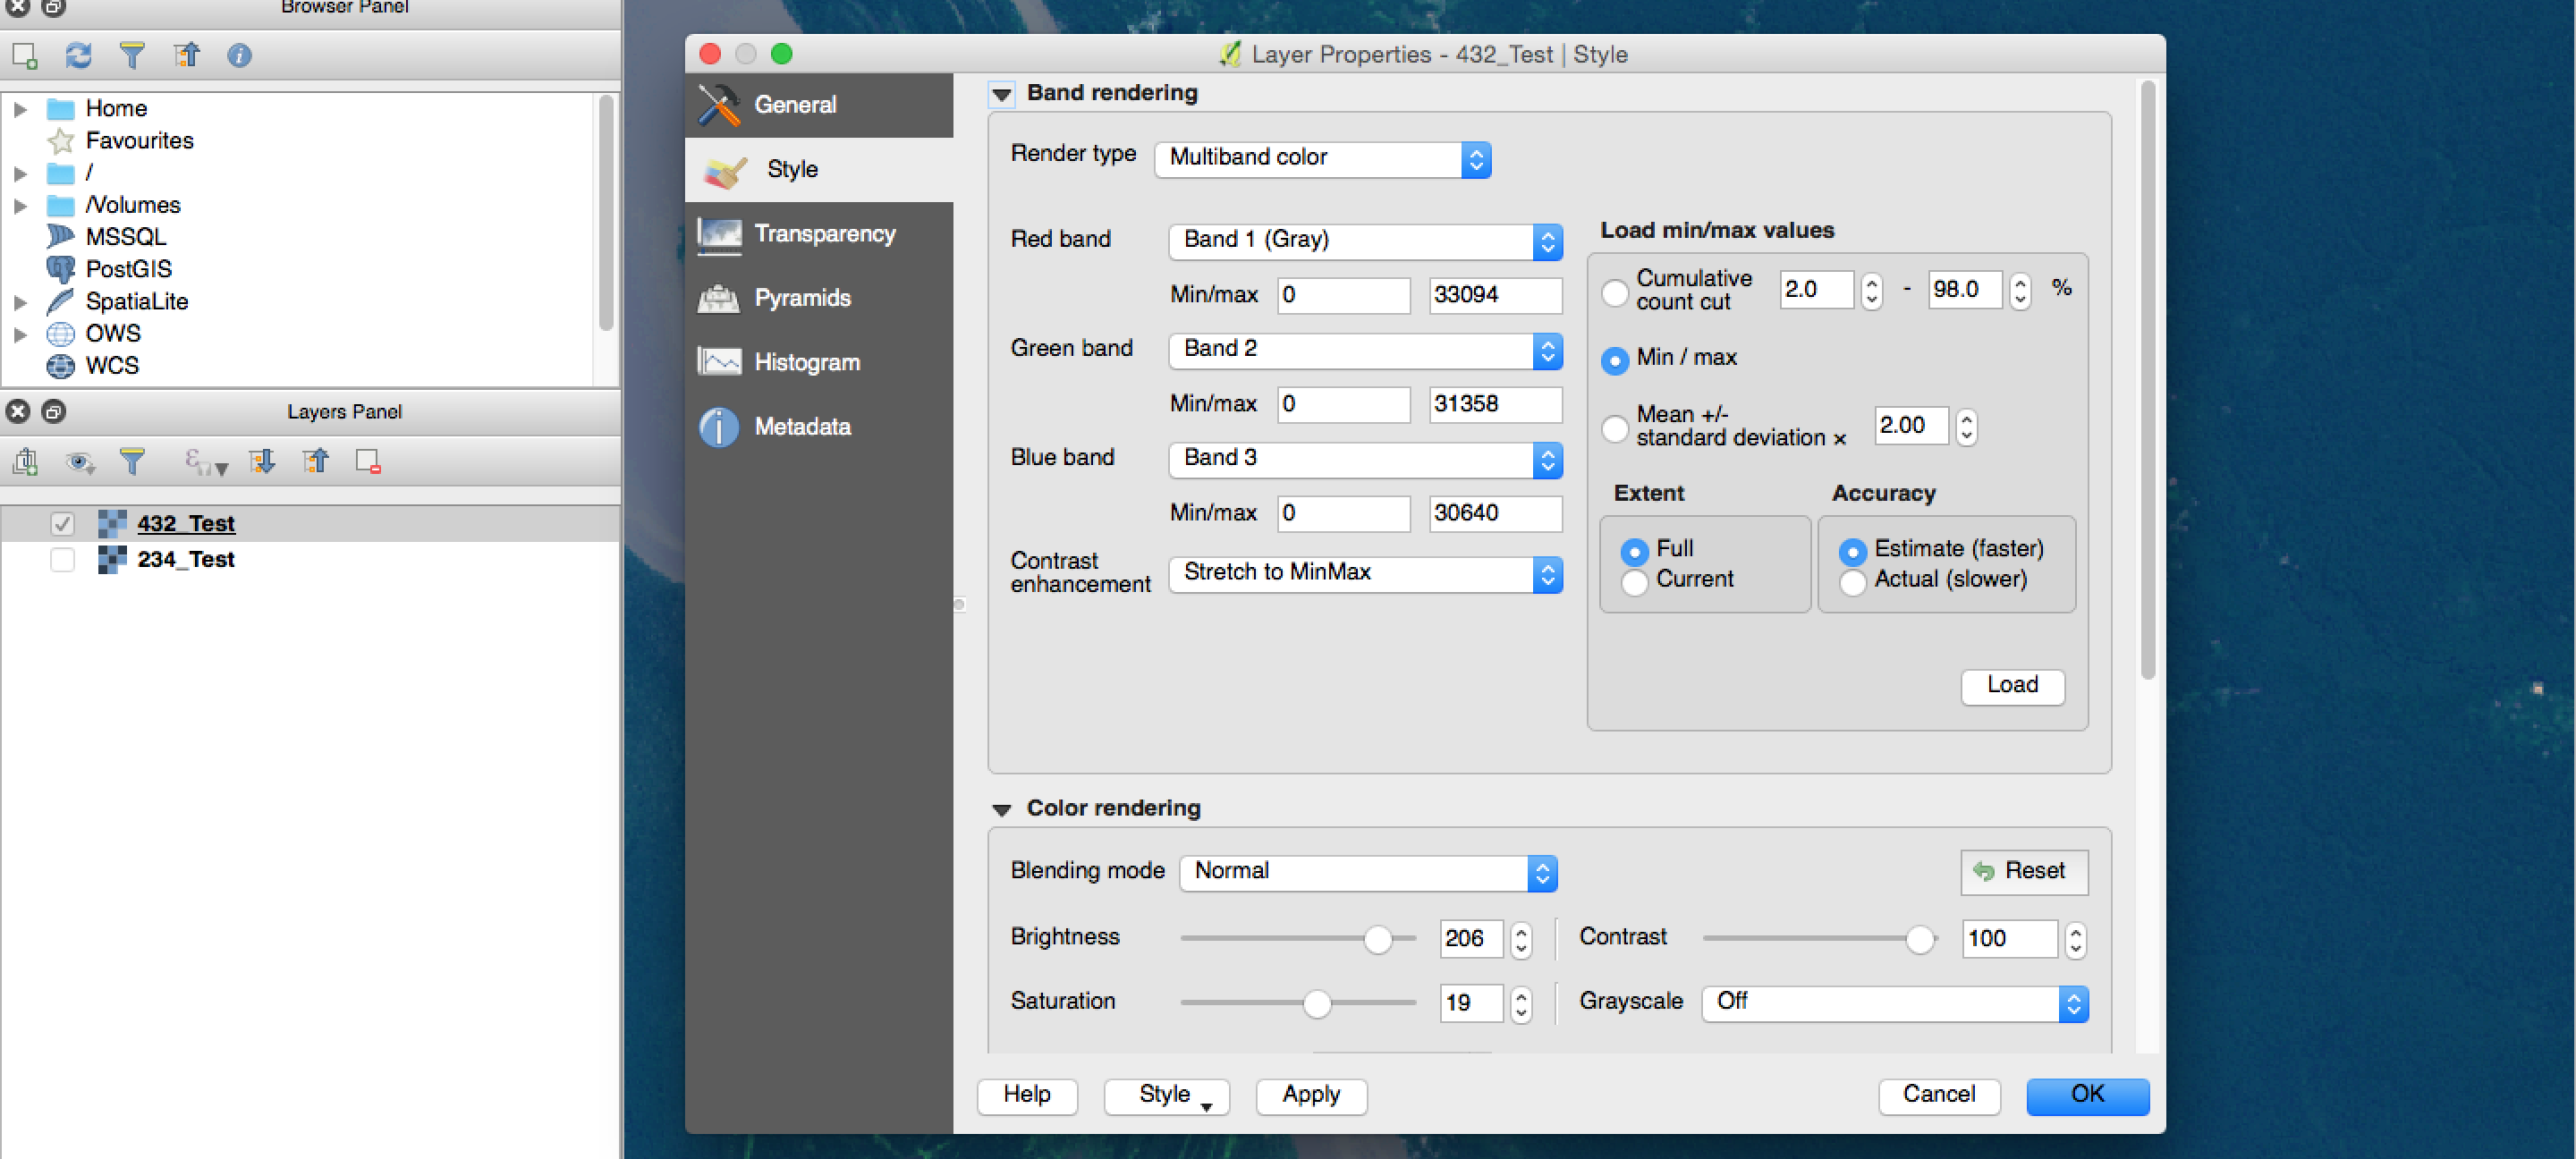 Browser Panel
Home
Favourites
/
/Volumes
MSSQL
PostGIS
SpatiaLite
OWS
WCS
Layers Panel
432_Test
234_Test
Layer Properties - 432_Test | Style
General
Style
Transparency
Pyramids
Histogram
Metadata
Band rendering
Render type Multiband color
Red band Band 1 (Gray)
Min/max 0 33094
Green band Band 2
Min/max 0 31358
Blue band Band 3
Min/max 0 30640
Contrast
enhancement Stretch to MinMax
Load min/max values
Cumulative
count cut 2.0 - 98.0 %
Min / max
Mean +/-
standard deviation × 2.00
Extent
Full
Current
Accuracy
Estimate (faster)
Actual (slower)
Load
Color rendering
Blending mode Normal Reset
Brightness 206 Contrast 100
Saturation 19 Grayscale Off
Help Style Apply Cancel OK